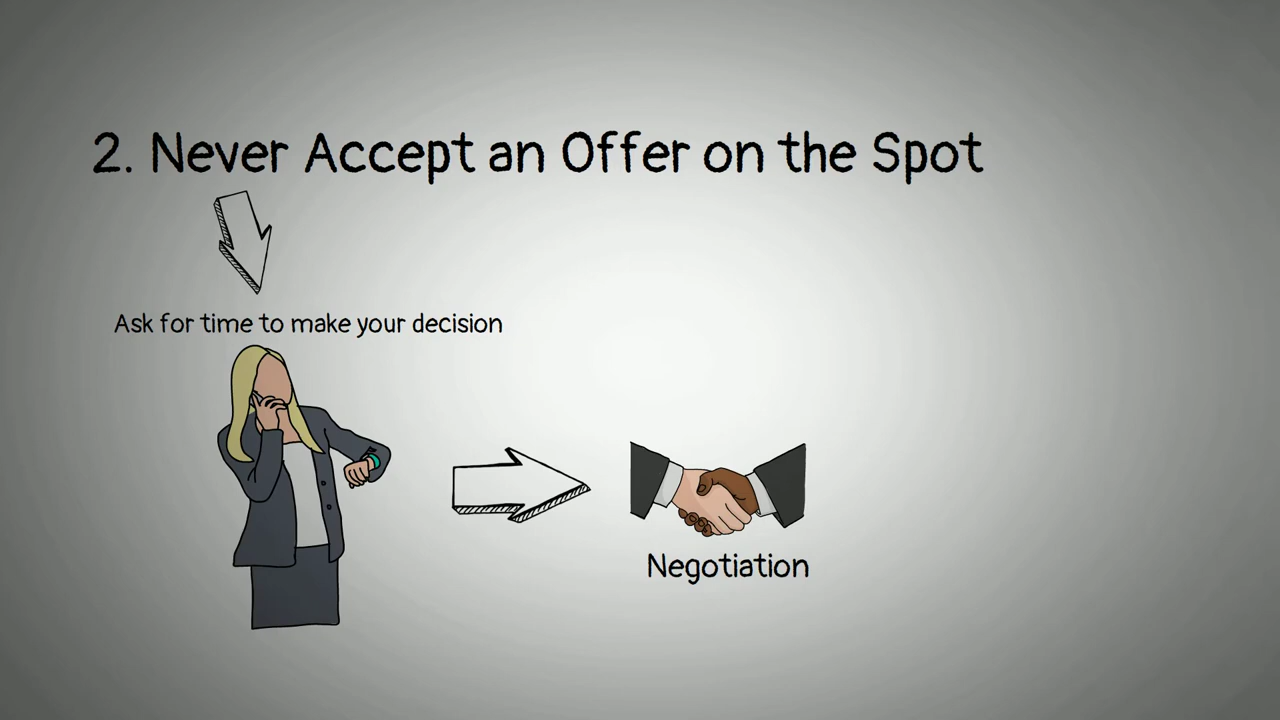 2. Never Accept an Offer on the Spot
Ask for time to make your decision
Negotiation